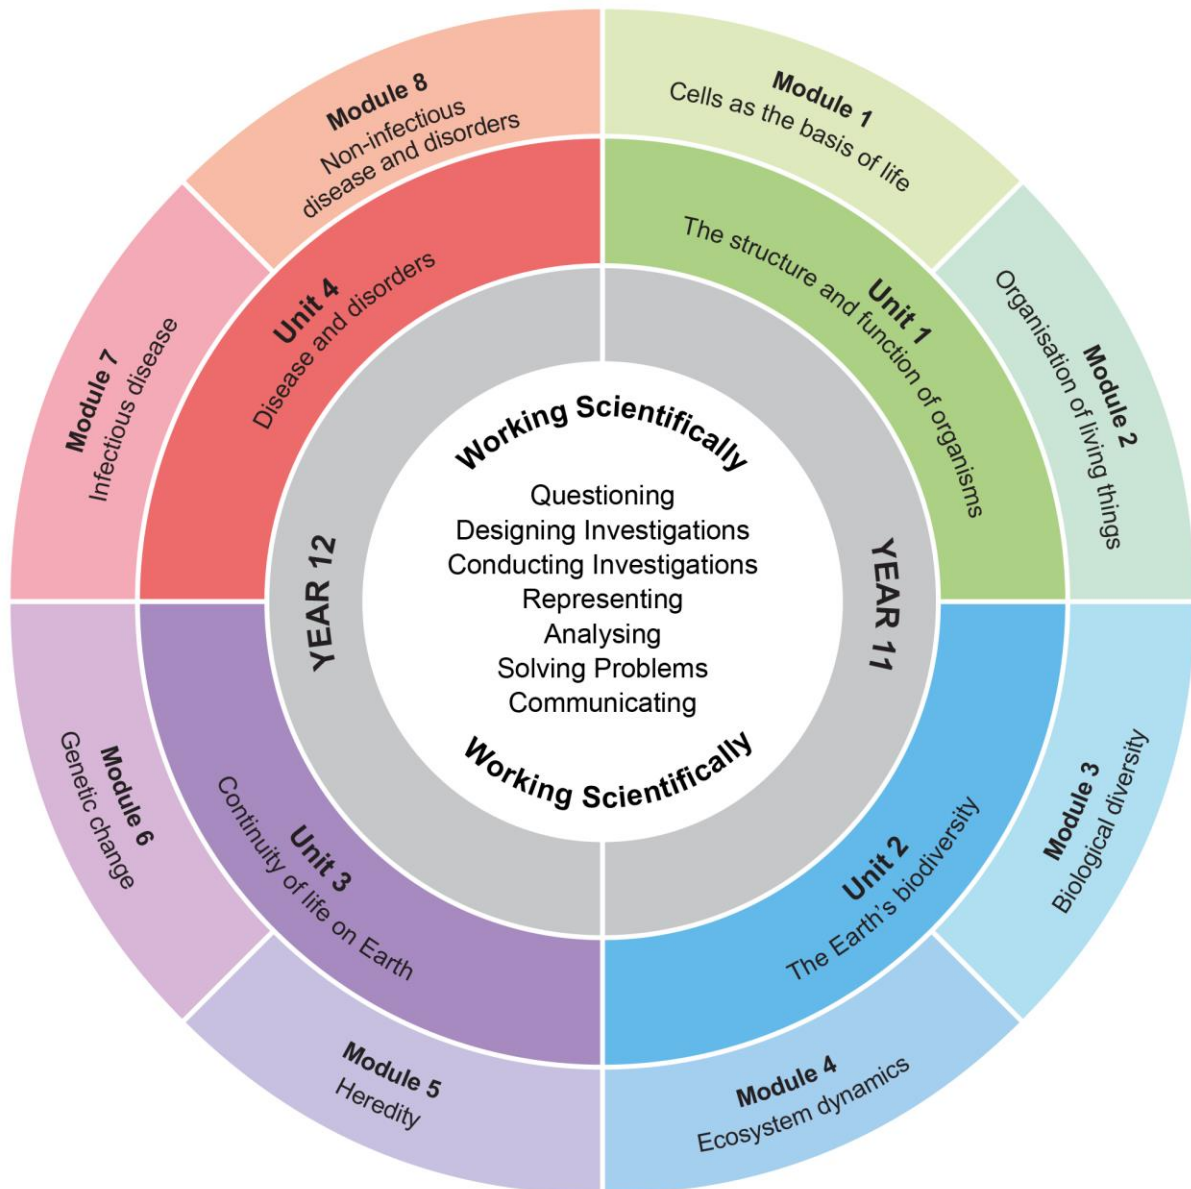 Module 1
Cells as the basis of life
Module 2
Organisation of living things
Unit 1
The structure and function of organisms
Module 3
Biological diversity
Module 4
Ecosystem dynamics
Unit 2
The Earth's biodiversity
YEAR 11
Module 5
Heredity
Module 6
Genetic change
Unit 3
Continuity of life on Earth
Module 7
Infectious disease
Module 8
Non-infectious
disease and disorders
Unit 4
Disease and disorders
YEAR 12
Working Scientifically
Questioning
Designing Investigations
Conducting Investigations
Representing
Analysing
Solving Problems
Communicating
Working Scientifically